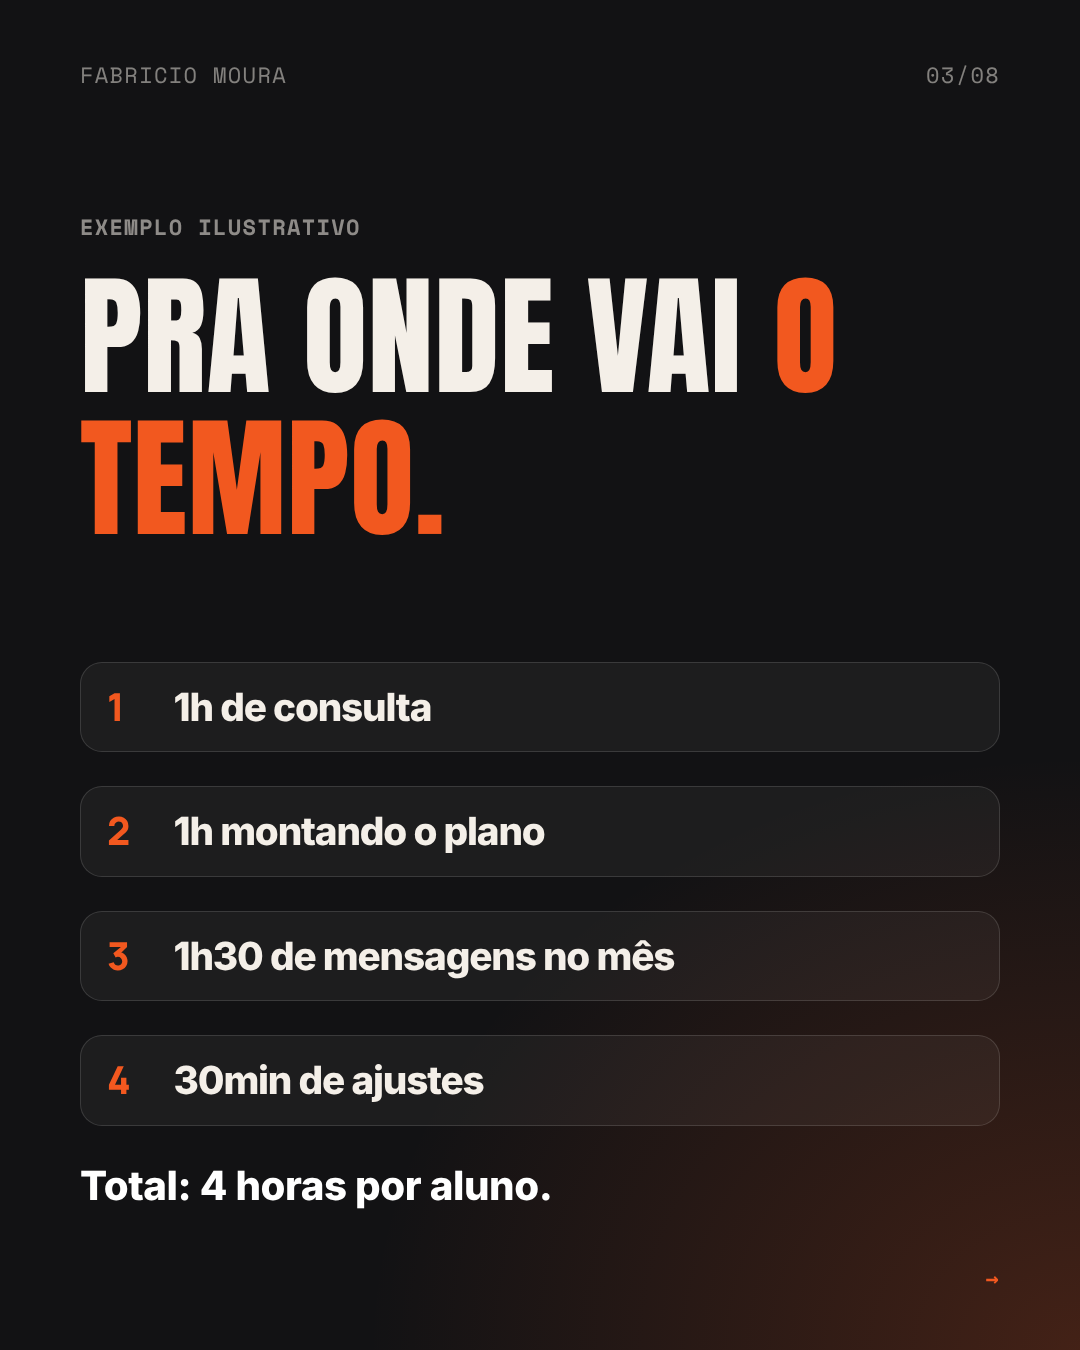 FABRICIO MOURA
03/08
EXEMPLO ILUSTRATIVO
PRA ONDE VAI O
TEMPO.
1 1h de consulta
2 1h montando o plano
3 1h30 de mensagens no mês
4 30min de ajustes
Total: 4 horas por aluno.
→